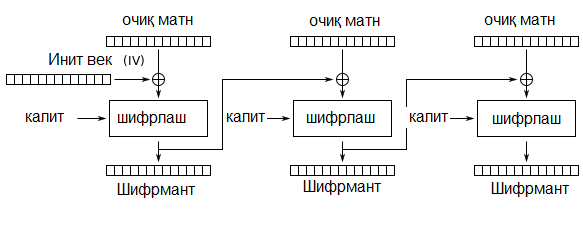 очиқ матн
очиқ матн
очиқ матн
Инит век (IV)
калит
шифрлаш
калит
шифрлаш
калит
шифрлаш
Шифрмант
Шифрмант
Шифрмант